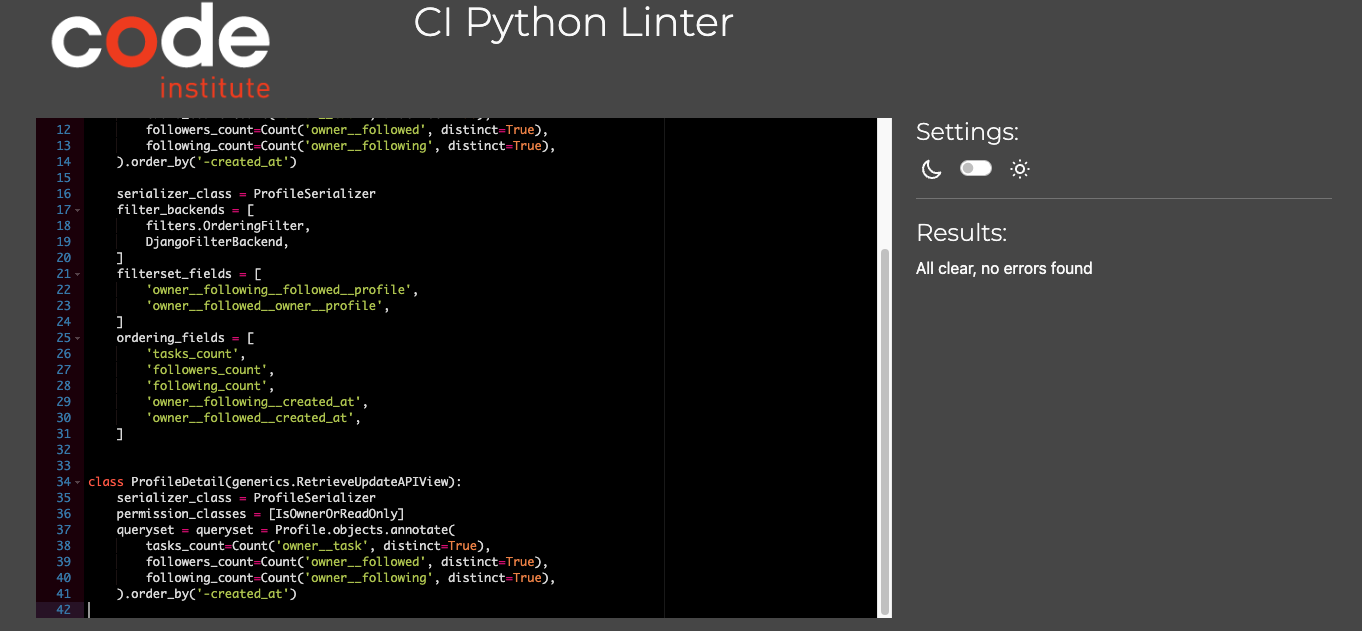 code
institute
CI Python Linter
12 followers_count=Count('owner__followed', distinct=True),
13 following_count=Count('owner__following', distinct=True),
14 ).order_by('-created_at')
15
16 serializer_class = ProfileSerializer
17 filter_backends = [
18 filters.OrderingFilter,
19 DjangoFilterBackend,
20 ]
21 filterset_fields = [
22 'owner__following__followed__profile',
23 'owner__followed__owner__profile',
24 ]
25 ordering_fields = [
26 'tasks_count',
27 'followers_count',
28 'following_count',
29 'owner__following__created_at',
30 'owner__followed__created_at',
31 ]
32
33
34 class ProfileDetail(generics.RetrieveUpdateAPIView):
35 serializer_class = ProfileSerializer
36 permission_classes = [IsOwnerOrReadOnly]
37 queryset = queryset = Profile.objects.annotate(
38 tasks_count=Count('owner__task', distinct=True),
39 followers_count=Count('owner__followed', distinct=True),
40 following_count=Count('owner__following', distinct=True),
41 ).order_by('-created_at')
42
Settings:
Results:
All clear, no errors found